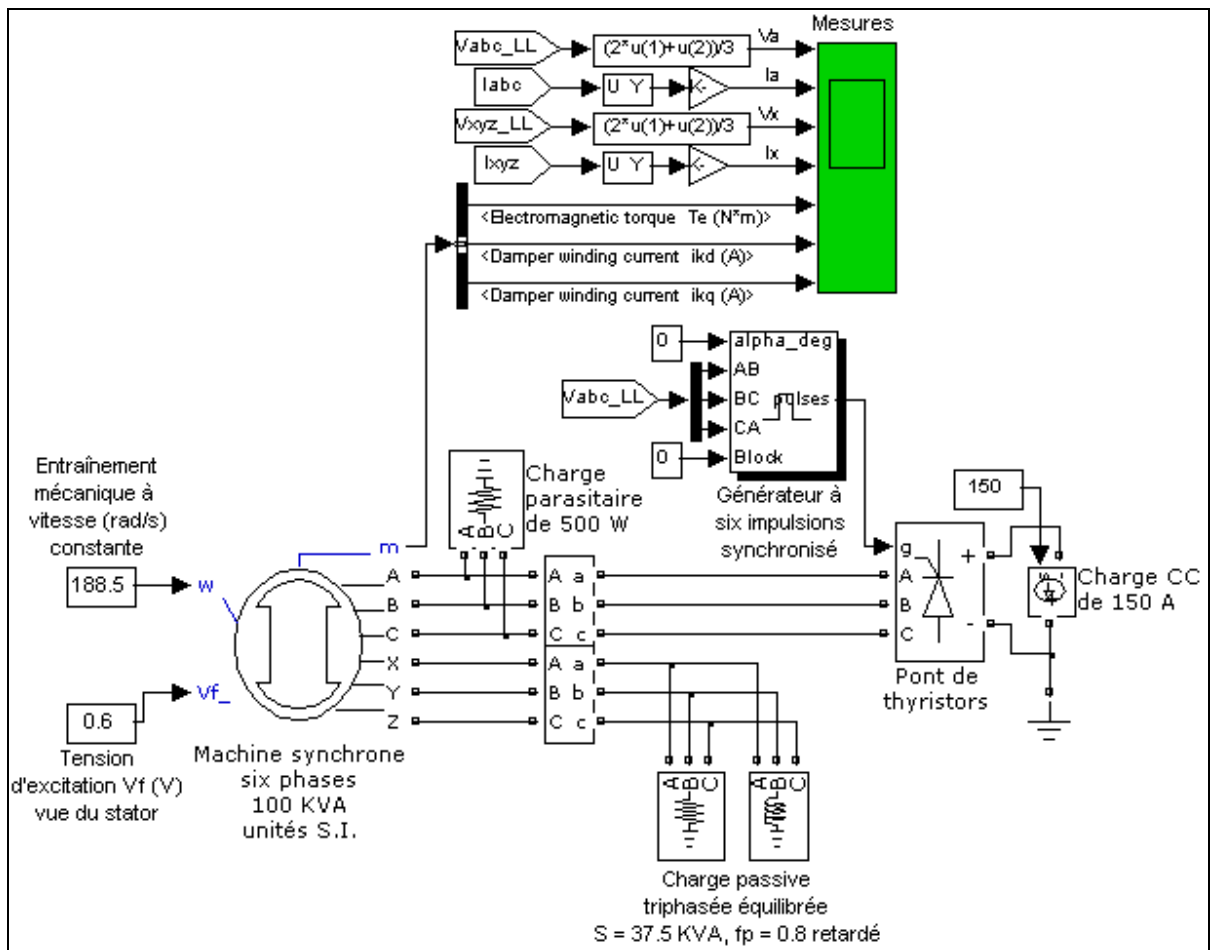 Mesures
Vabc_LL
(2*u(1)+u(2))/3
Va
Iabc
U Y
K-
Ia
Vxyz_LL
(2*u(1)+u(2))/3
Vx
Ixyz
U Y
K-
Ix
<Electromagnetic torque Te (N*m)>
<Damper winding current ikd (A)>
<Damper winding current ikq (A)>
0
alpha_deg
AB
Vabc_LL
BC
pulses
CA
0
Block
Générateur à
six impulsions
synchronisé
Entraînement
mécanique à
vitesse (rad/s)
constante
188.5
w
0.6
Vf_
Tension
d'excitation Vf (V)
vue du stator
Machine synchrone
six phases
100 KVA
unités S.I.
m
A
B
C
X
Y
Z
A B C
Charge
parasitaire
de 500 W
A a
B b
C c
A a
B b
C c
g
A
B
C
+
-
Pont de
thyristors
150
Charge CC
de 150 A
A B C
A B C
Charge passive
triphasée équilibrée
S = 37.5 KVA, fp = 0.8 retardé